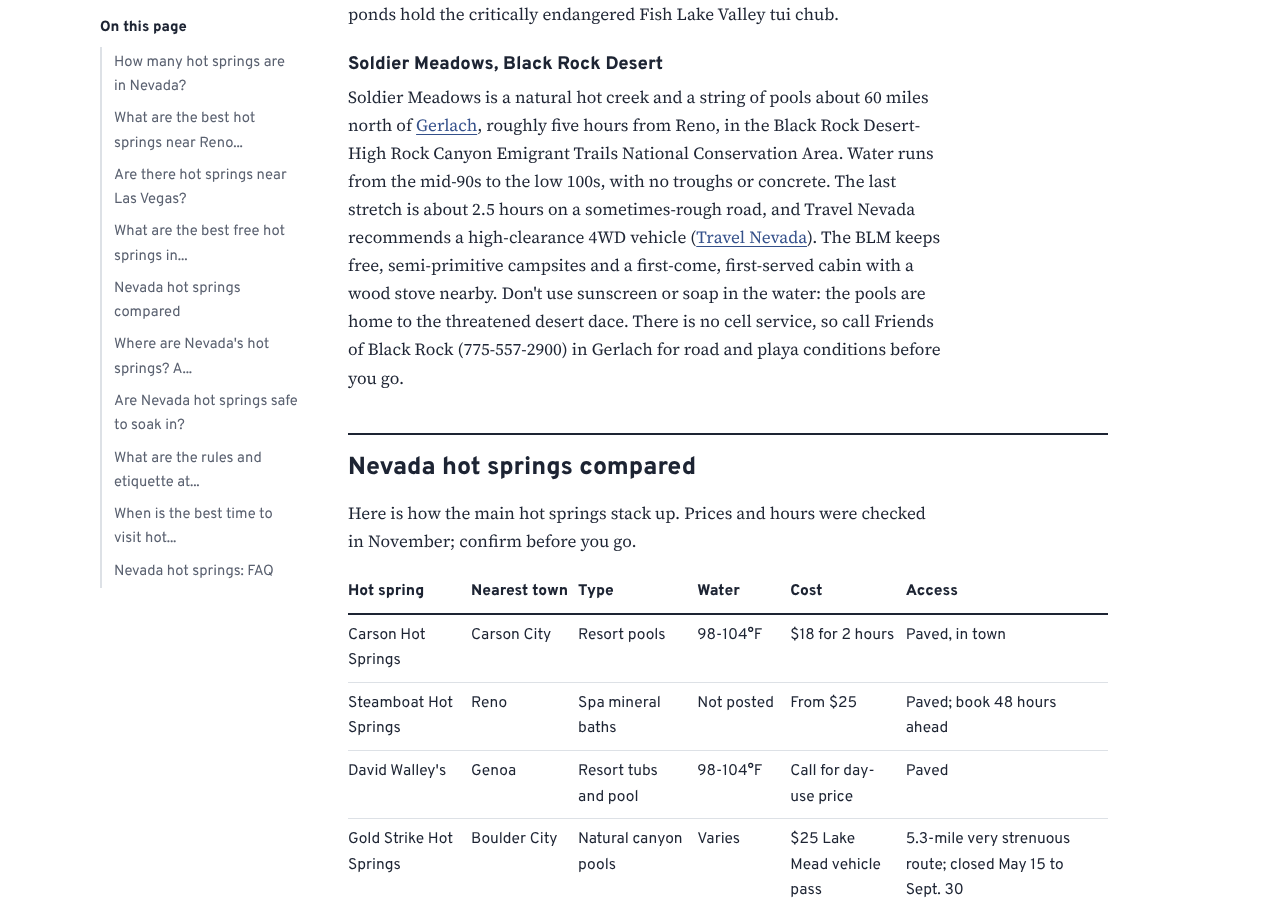 On this page
How many hot springs are
in Nevada?
What are the best hot
springs near Reno...
Are there hot springs near
Las Vegas?
What are the best free hot
springs in...
Nevada hot springs
compared
Where are Nevada's hot
springs? A...
Are Nevada hot springs safe
to soak in?
What are the rules and
etiquette at...
When is the best time to
visit hot...
Nevada hot springs: FAQ
ponds hold the critically endangered Fish Lake Valley tui chub.
Soldier Meadows, Black Rock Desert
Soldier Meadows is a natural hot creek and a string of pools about 60 miles
north of Gerlach, roughly five hours from Reno, in the Black Rock Desert-
High Rock Canyon Emigrant Trails National Conservation Area. Water runs
from the mid-90s to the low 100s, with no troughs or concrete. The last
stretch is about 2.5 hours on a sometimes-rough road, and Travel Nevada
recommends a high-clearance 4WD vehicle (Travel Nevada). The BLM keeps
free, semi-primitive campsites and a first-come, first-served cabin with a
wood stove nearby. Don't use sunscreen or soap in the water: the pools are
home to the threatened desert dace. There is no cell service, so call Friends
of Black Rock (775-557-2900) in Gerlach for road and playa conditions before
you go.
Nevada hot springs compared
Here is how the main hot springs stack up. Prices and hours were checked
in November; confirm before you go.
Hot spring Nearest town Type Water Cost Access
Carson Hot Carson City Resort pools 98-104°F $18 for 2 hours Paved, in town
Springs
Steamboat Hot Reno Spa mineral Not posted From $25 Paved; book 48 hours
Springs baths ahead
David Walley's Genoa Resort tubs 98-104°F Call for day- Paved
and pool use price
Gold Strike Hot Boulder City Natural canyon Varies $25 Lake 5.3-mile very strenuous
Springs pools Mead vehicle route; closed May 15 to
pass Sept. 30